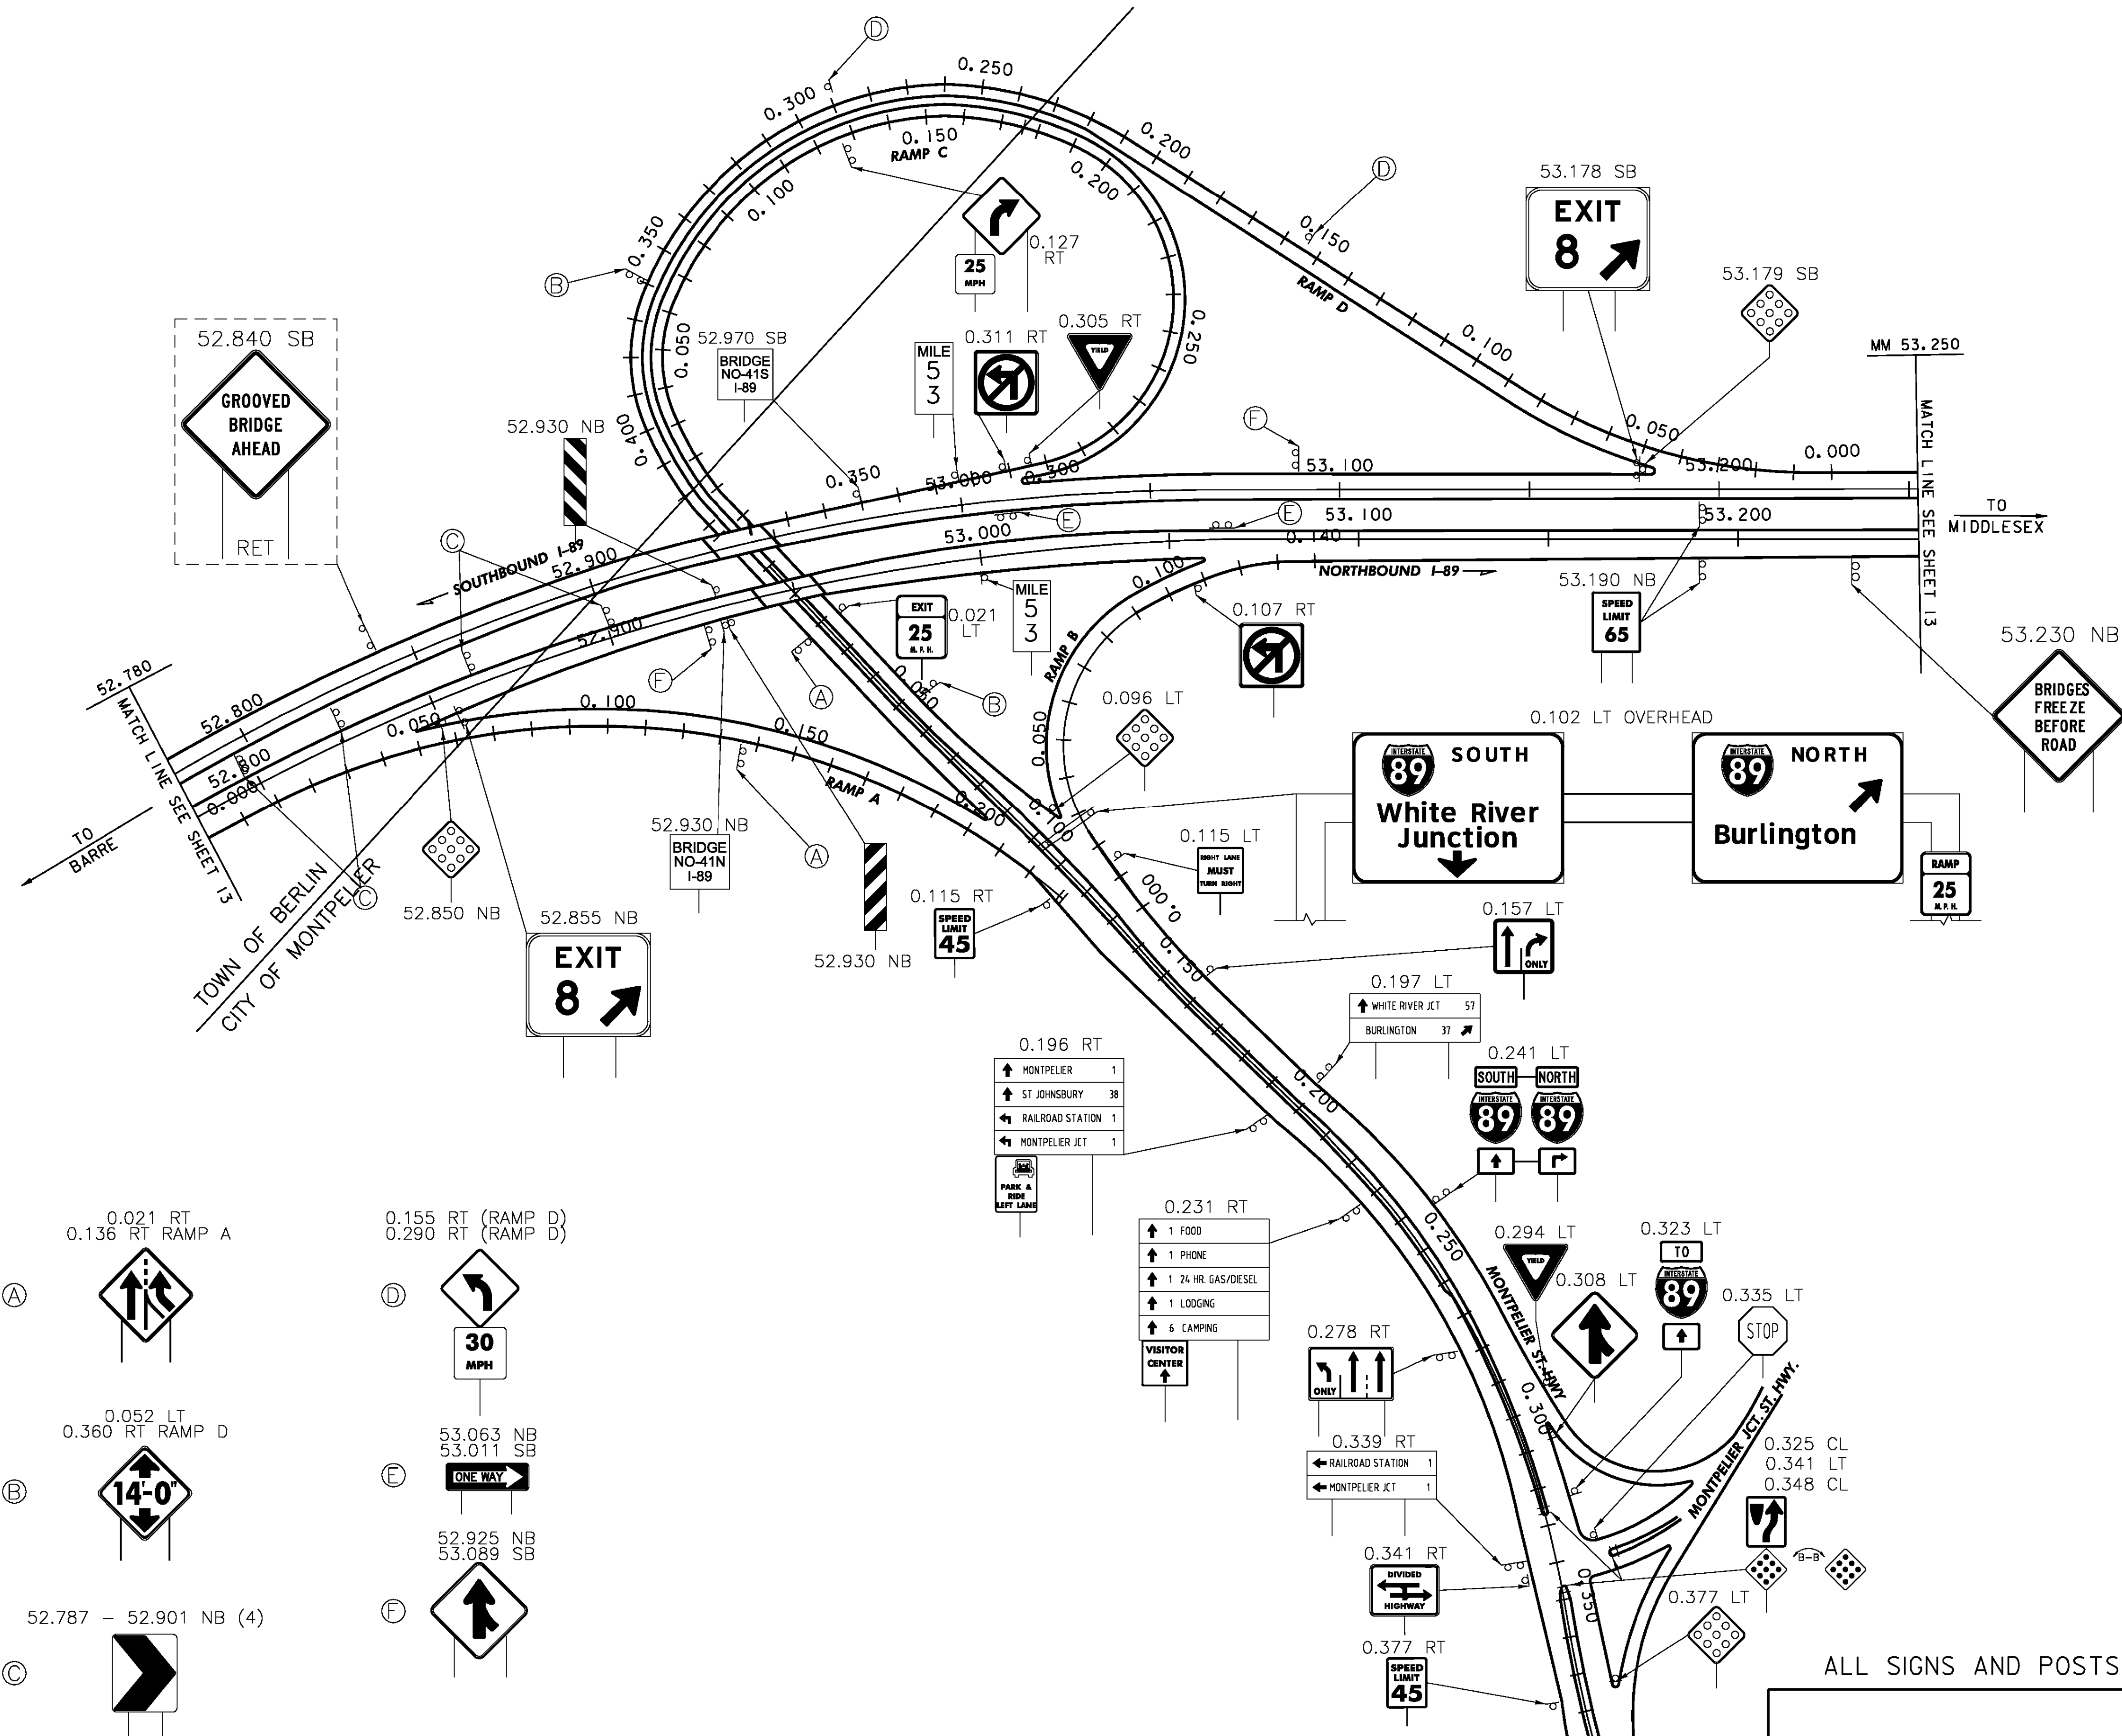 D
0.250
0.300
0.150
RAMP C
0.200
0.200
0.100
D
0.150
RAMP D
53.178 SB
EXIT
8
53.179 SB
0.127
RT
25
MPH
0.350
B
0.050
0.250
0.100
0.400
52.840 SB
GROOVED
BRIDGE
AHEAD
RET
52.970 SB
BRIDGE
NO-41S
I-89
MILE
5
3
0.311 RT
0.305 RT
YIELD
52.930 NB
F
0.050
0.000
MM 53.250
MATCH LINE SEE SHEET 13
TO
MIDDLESEX
0.350
53.000
0.300
53.100
53.200
E
E
53.000
53.100
53.200
0.140
C
SOUTHBOUND I-89
52.900
52.900
NORTHBOUND I-89
0.100
F
EXIT
25
M.P.H.
0.021
LT
MILE
5
3
RAMP B
0.107 RT
53.190 NB
SPEED
LIMIT
65
53.230 NB
BRIDGES
FREEZE
BEFORE
ROAD
52.780
MATCH LINE SEE SHEET 13
52.800
52.800
0.000
0.050
0.100
0.150
RAMP A
0.200
A
0.050
B
0.050
0.096 LT
0.100
TO
BARRE
TOWN OF BERLIN
CITY OF MONTPELIER
C
52.850 NB
52.855 NB
EXIT
8
52.930 NB
BRIDGE
NO-41N
I-89
A
52.930 NB
0.115 RT
SPEED
LIMIT
45
0.102 LT OVERHEAD
INTERSTATE
89
SOUTH
White River
Junction
INTERSTATE
89
NORTH
Burlington
RAMP
25
M.P.H.
0.115 LT
RIGHT LANE
MUST
TURN RIGHT
0.000
0.150
0.157 LT
ONLY
0.197 LT
WHITE RIVER JCT 57
BURLINGTON 37
0.196 RT
MONTPELIER 1
ST JOHNSBURY 38
RAILROAD STATION 1
MONTPELIER JCT 1
PARK &
RIDE
LEFT LANE
0.200
0.241 LT
SOUTH NORTH
INTERSTATE INTERSTATE
89 89
0.231 RT
1 FOOD
1 PHONE
1 24 HR. GAS/DIESEL
1 LODGING
6 CAMPING
VISITOR
CENTER
0.250
MONTPELIER ST. HWY
0.294 LT
YIELD
0.308 LT
0.323 LT
TO
INTERSTATE
89
0.335 LT
STOP
0.278 RT
ONLY
0.300
MONTPELIER JCT. ST. HWY.
0.339 RT
RAILROAD STATION 1
MONTPELIER JCT 1
0.325 CL
0.341 LT
0.348 CL
B-B
0.341 RT
DIVIDED
HIGHWAY
0.350
0.377 LT
0.377 RT
SPEED
LIMIT
45
0.021 RT
0.136 RT RAMP A
A
0.155 RT (RAMP D)
0.290 RT (RAMP D)
D
30
MPH
0.052 LT
0.360 RT RAMP D
B
14'-0"
53.063 NB
53.011 SB
E
ONE WAY
52.787 - 52.901 NB (4)
C
52.925 NB
53.089 SB
F
ALL SIGNS AND POSTS